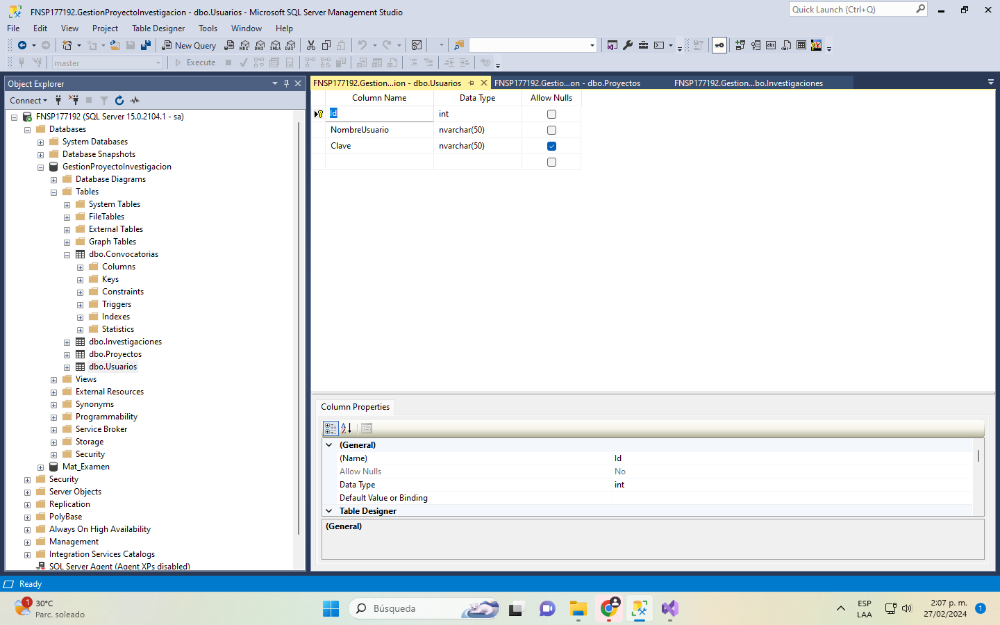 FNSP177192.GestionProyectoInvestigacion - dbo.Usuarios - Microsoft SQL Server Management Studio
Quick Launch (Ctrl+Q)
File Edit View Project Table Designer Tools Window Help
New Query MDX DMX XMLA DAX
master Execute
Object Explorer
Connect
FNSP177192 (SQL Server 15.0.2104.1 - sa)
Databases
System Databases
Database Snapshots
GestionProyectoInvestigacion
Database Diagrams
Tables
System Tables
FileTables
External Tables
Graph Tables
dbo.Convocatorias
Columns
Keys
Constraints
Triggers
Indexes
Statistics
dbo.Investigaciones
dbo.Proyectos
dbo.Usuarios
Views
External Resources
Synonyms
Programmability
Service Broker
Storage
Security
Mat_Examen
Security
Server Objects
Replication
PolyBase
Always On High Availability
Management
Integration Services Catalogs
SQL Server Agent (Agent XPs disabled)
FNSP177192.Gestion...ion - dbo.Usuarios FNSP177192.Gestio...on - dbo.Proyectos FNSP177192.Gestion...bo.Investigaciones
Column Name Data Type Allow Nulls
Id int
NombreUsuario nvarchar(50)
Clave nvarchar(50)
Column Properties
(General)
(Name) Id
Allow Nulls No
Data Type int
Default Value or Binding
Table Designer
(General)
Ready
1
30°C
Parc. soleado
Búsqueda
ESP
LAA
2:07 p. m.
27/02/2024
1